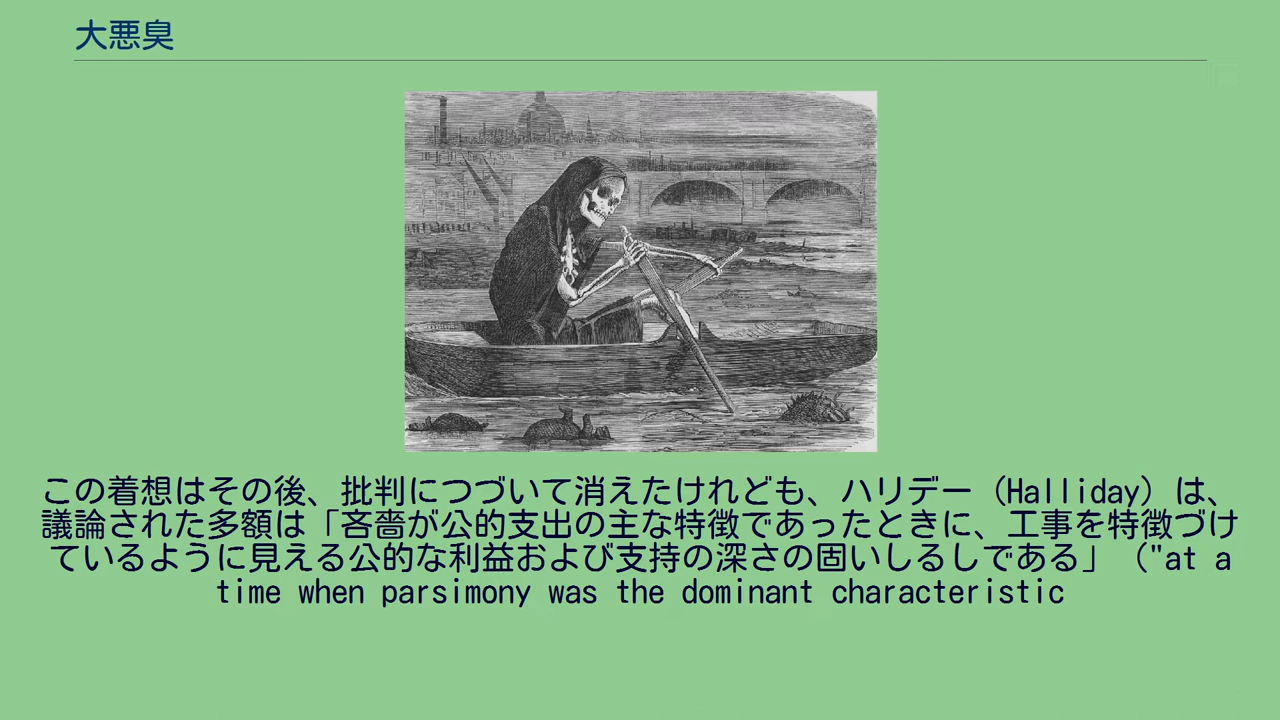 大悪臭
この着想はその後、批判につづいて消えたけれども、ハリデー（Halliday）は、
議論された多額は「吝嗇が公的支出の主な特徴であったときに、工事を特徴づけ
ているように見える公的な利益および支持の深さの固いしるしである」（"at a
time when parsimony was the dominant characteristic